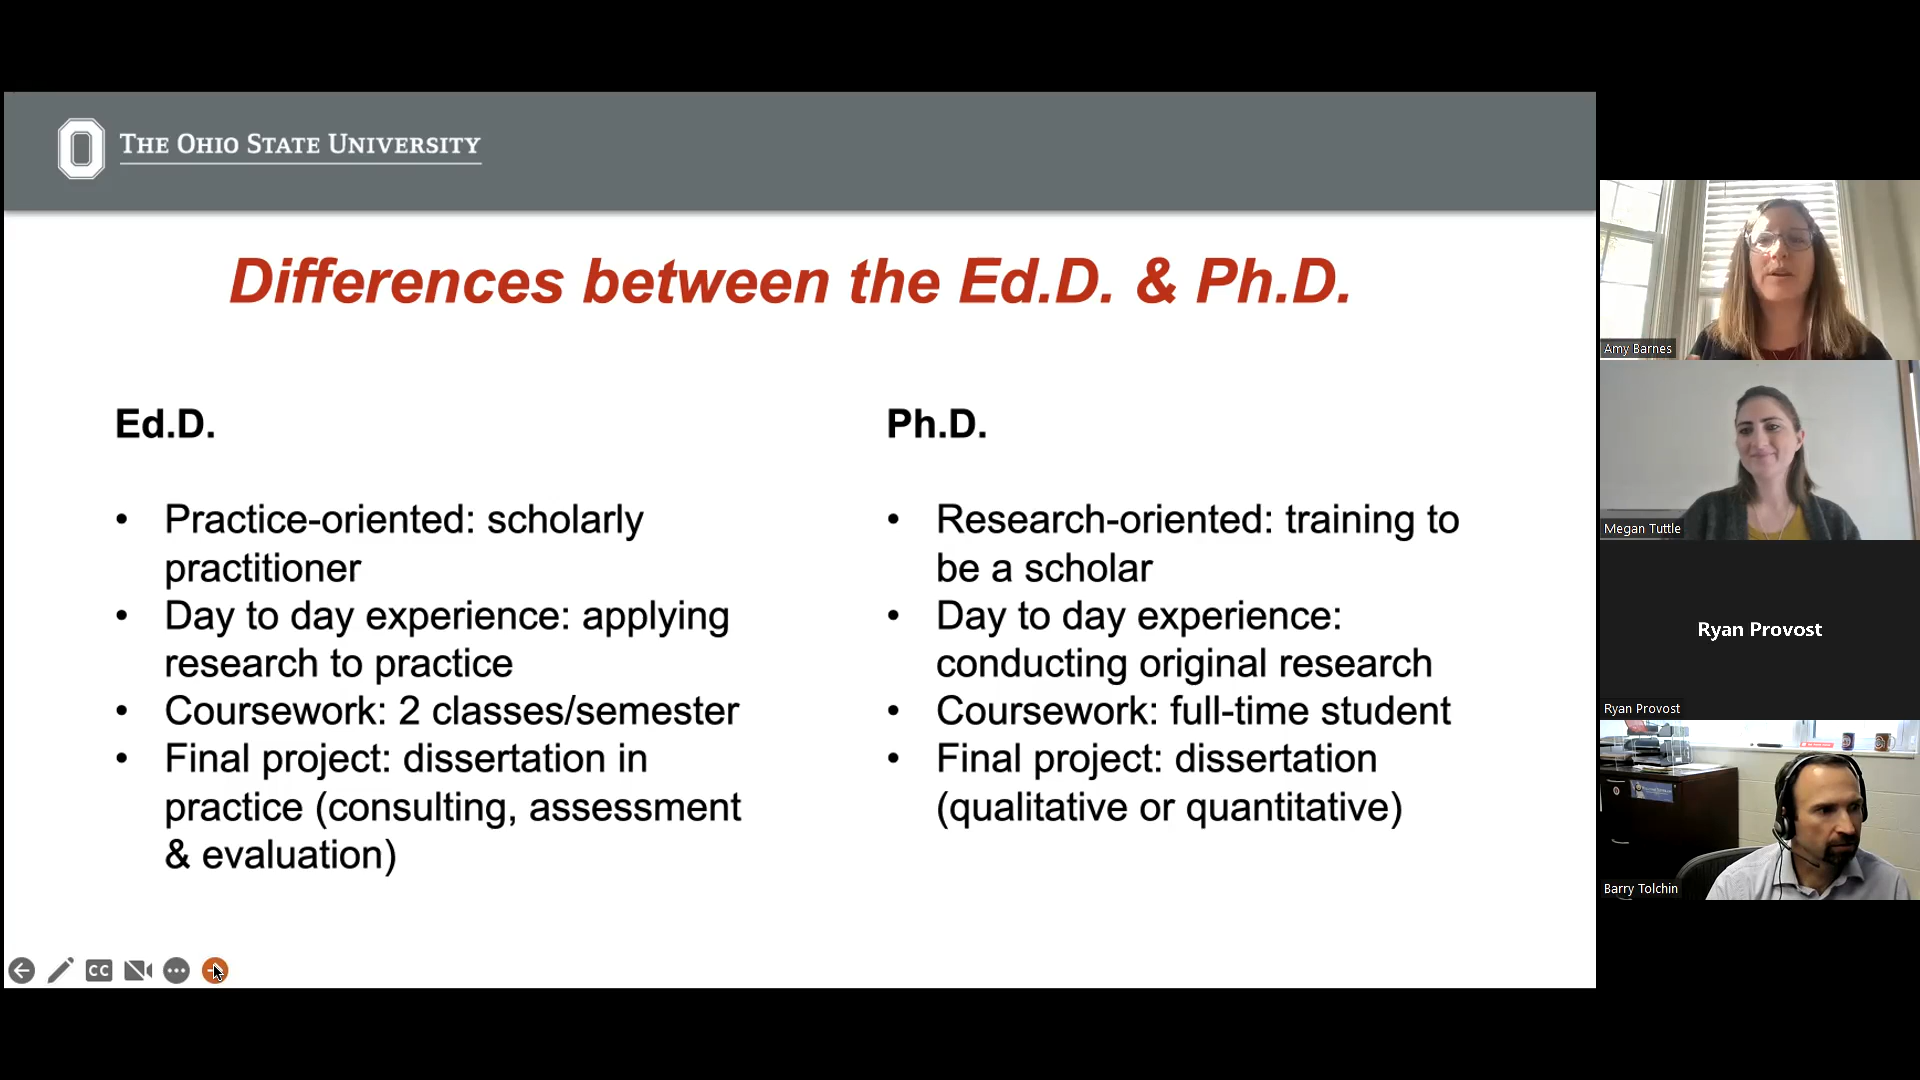 THE OHIO STATE UNIVERSITY
Differences between the Ed.D. & Ph.D.
Ed.D.
• Practice-oriented: scholarly
practitioner
• Day to day experience: applying
research to practice
• Coursework: 2 classes/semester
• Final project: dissertation in
practice (consulting, assessment
& evaluation)
Ph.D.
• Research-oriented: training to
be a scholar
• Day to day experience:
conducting original research
• Coursework: full-time student
• Final project: dissertation
(qualitative or quantitative)
CC
Amy Barnes
Megan Tuttle
Ryan Provost
Ryan Provost
Barry Tolchin